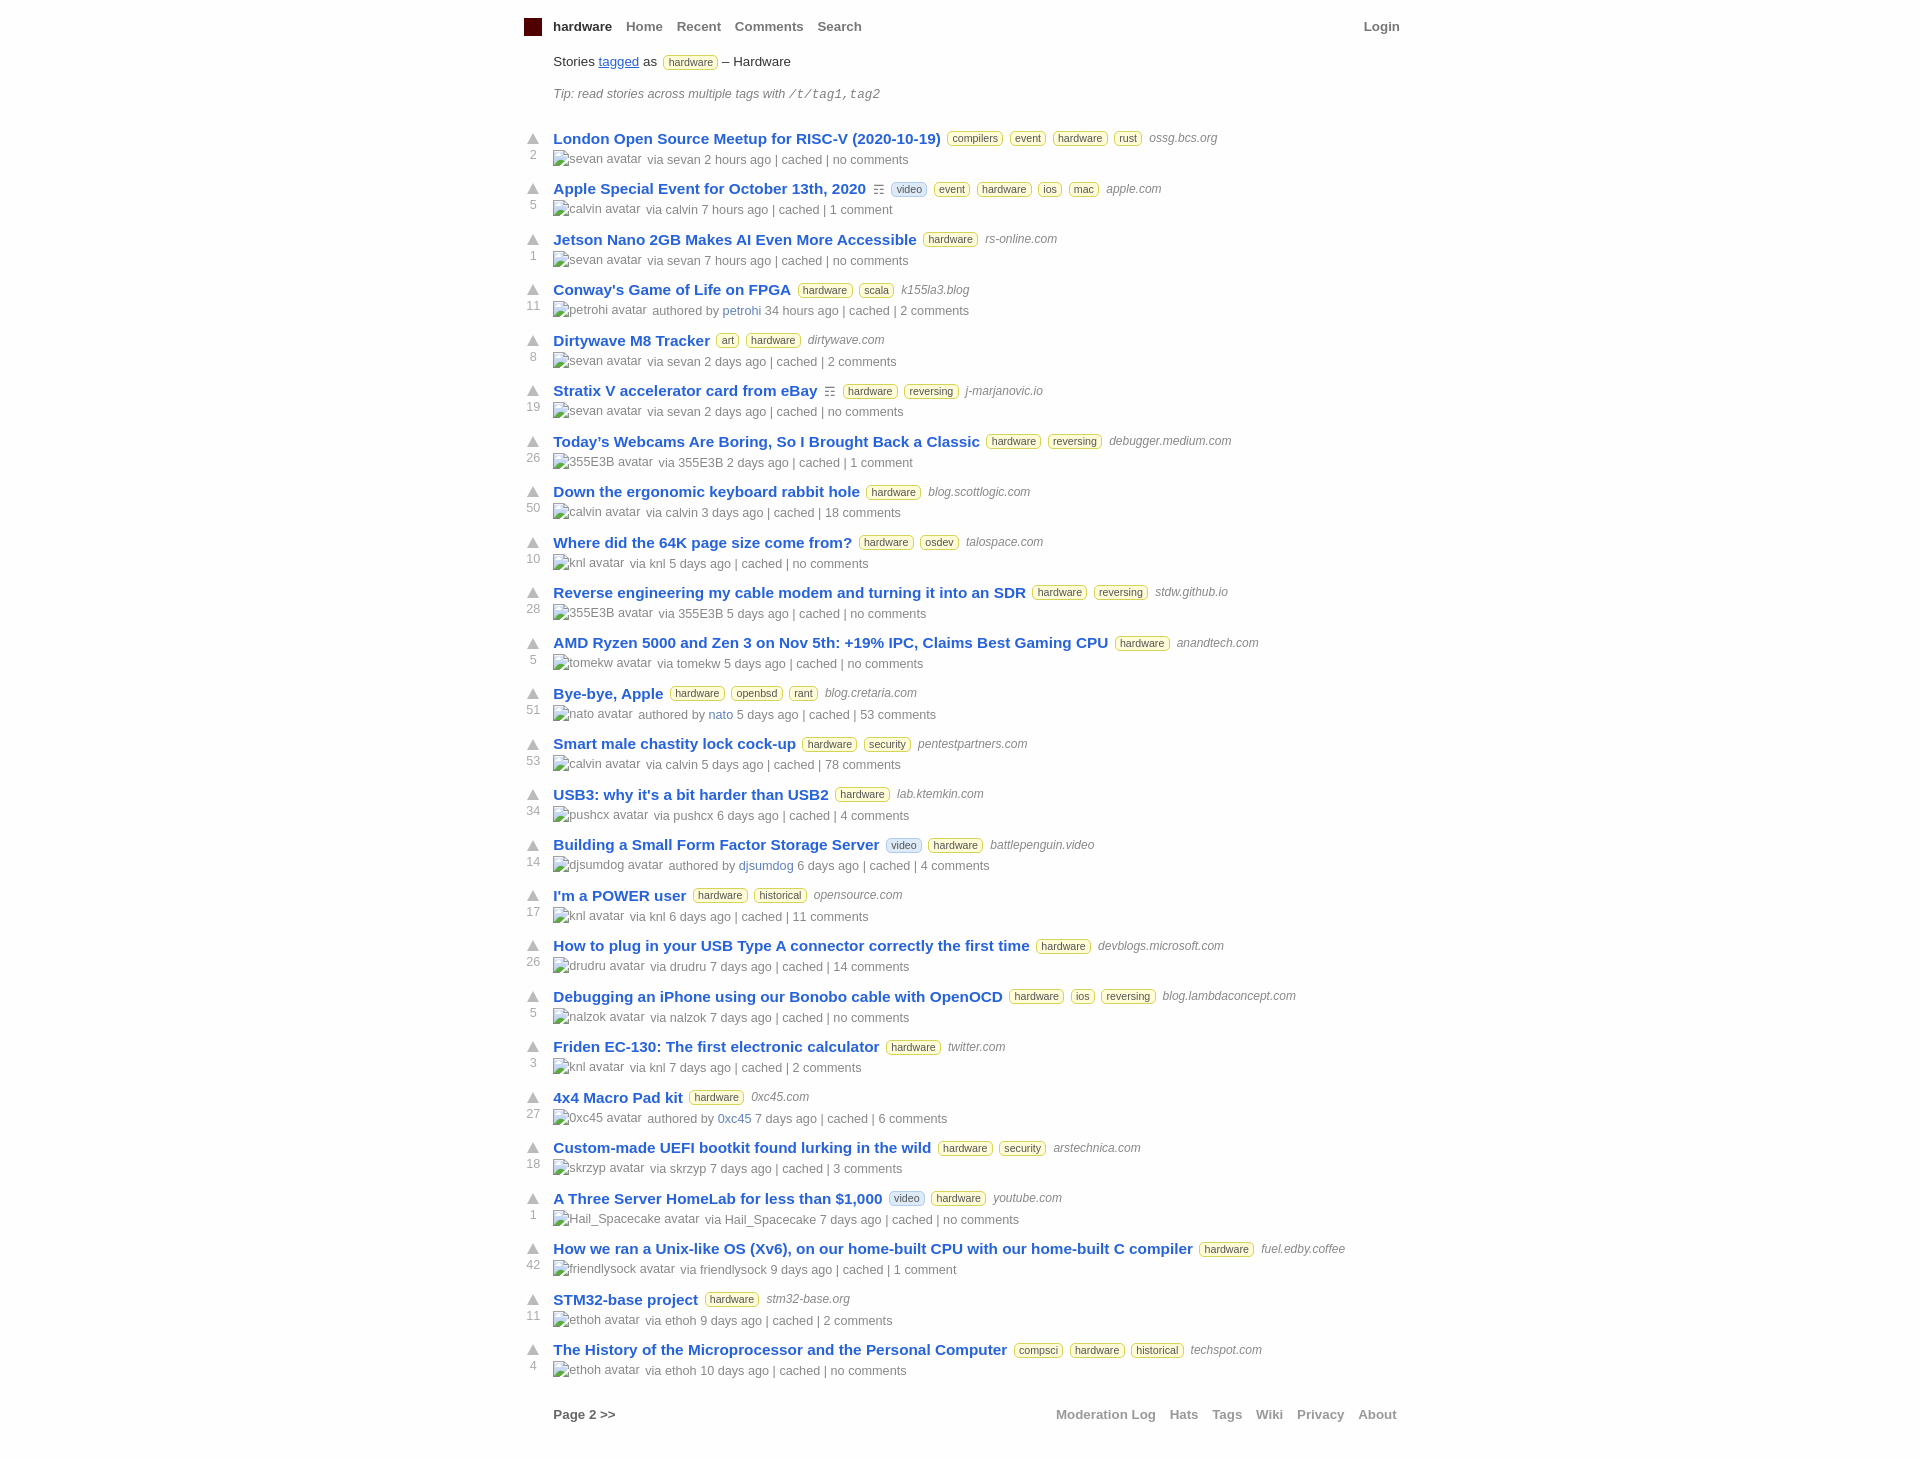 hardware Home Recent Comments Search Login
Stories tagged as hardware – Hardware
Tip: read stories across multiple tags with /t/tag1,tag2
London Open Source Meetup for RISC-V (2020-10-19) compilers event hardware rust ossg.bcs.org
2 sevan avatar via sevan 2 hours ago | cached | no comments
Apple Special Event for October 13th, 2020 ☶ video event hardware ios mac apple.com
5 calvin avatar via calvin 7 hours ago | cached | 1 comment
Jetson Nano 2GB Makes AI Even More Accessible hardware rs-online.com
1 sevan avatar via sevan 7 hours ago | cached | no comments
Conway's Game of Life on FPGA hardware scala k155la3.blog
11 petrohi avatar authored by petrohi 34 hours ago | cached | 2 comments
Dirtywave M8 Tracker art hardware dirtywave.com
8 sevan avatar via sevan 2 days ago | cached | 2 comments
Stratix V accelerator card from eBay ☶ hardware reversing j-marjanovic.io
19 sevan avatar via sevan 2 days ago | cached | no comments
Today’s Webcams Are Boring, So I Brought Back a Classic hardware reversing debugger.medium.com
26 355E3B avatar via 355E3B 2 days ago | cached | 1 comment
Down the ergonomic keyboard rabbit hole hardware blog.scottlogic.com
50 calvin avatar via calvin 3 days ago | cached | 18 comments
Where did the 64K page size come from? hardware osdev talospace.com
10 knl avatar via knl 5 days ago | cached | no comments
Reverse engineering my cable modem and turning it into an SDR hardware reversing stdw.github.io
28 355E3B avatar via 355E3B 5 days ago | cached | no comments
AMD Ryzen 5000 and Zen 3 on Nov 5th: +19% IPC, Claims Best Gaming CPU hardware anandtech.com
5 tomekw avatar via tomekw 5 days ago | cached | no comments
Bye-bye, Apple hardware openbsd rant blog.cretaria.com
51 nato avatar authored by nato 5 days ago | cached | 53 comments
Smart male chastity lock cock-up hardware security pentestpartners.com
53 calvin avatar via calvin 5 days ago | cached | 78 comments
USB3: why it's a bit harder than USB2 hardware lab.ktemkin.com
34 pushcx avatar via pushcx 6 days ago | cached | 4 comments
Building a Small Form Factor Storage Server video hardware battlepenguin.video
14 djsumdog avatar authored by djsumdog 6 days ago | cached | 4 comments
I'm a POWER user hardware historical opensource.com
17 knl avatar via knl 6 days ago | cached | 11 comments
How to plug in your USB Type A connector correctly the first time hardware devblogs.microsoft.com
26 drudru avatar via drudru 7 days ago | cached | 14 comments
Debugging an iPhone using our Bonobo cable with OpenOCD hardware ios reversing blog.lambdaconcept.com
5 nalzok avatar via nalzok 7 days ago | cached | no comments
Friden EC-130: The first electronic calculator hardware twitter.com
3 knl avatar via knl 7 days ago | cached | 2 comments
4x4 Macro Pad kit hardware 0xc45.com
27 0xc45 avatar authored by 0xc45 7 days ago | cached | 6 comments
Custom-made UEFI bootkit found lurking in the wild hardware security arstechnica.com
18 skrzyp avatar via skrzyp 7 days ago | cached | 3 comments
A Three Server HomeLab for less than $1,000 video hardware youtube.com
1 Hail_Spacecake avatar via Hail_Spacecake 7 days ago | cached | no comments
How we ran a Unix-like OS (Xv6), on our home-built CPU with our home-built C compiler hardware fuel.edby.coffee
42 friendlysock avatar via friendlysock 9 days ago | cached | 1 comment
STM32-base project hardware stm32-base.org
11 ethoh avatar via ethoh 9 days ago | cached | 2 comments
The History of the Microprocessor and the Personal Computer compsci hardware historical techspot.com
4 ethoh avatar via ethoh 10 days ago | cached | no comments
Page 2 >> Moderation Log Hats Tags Wiki Privacy About